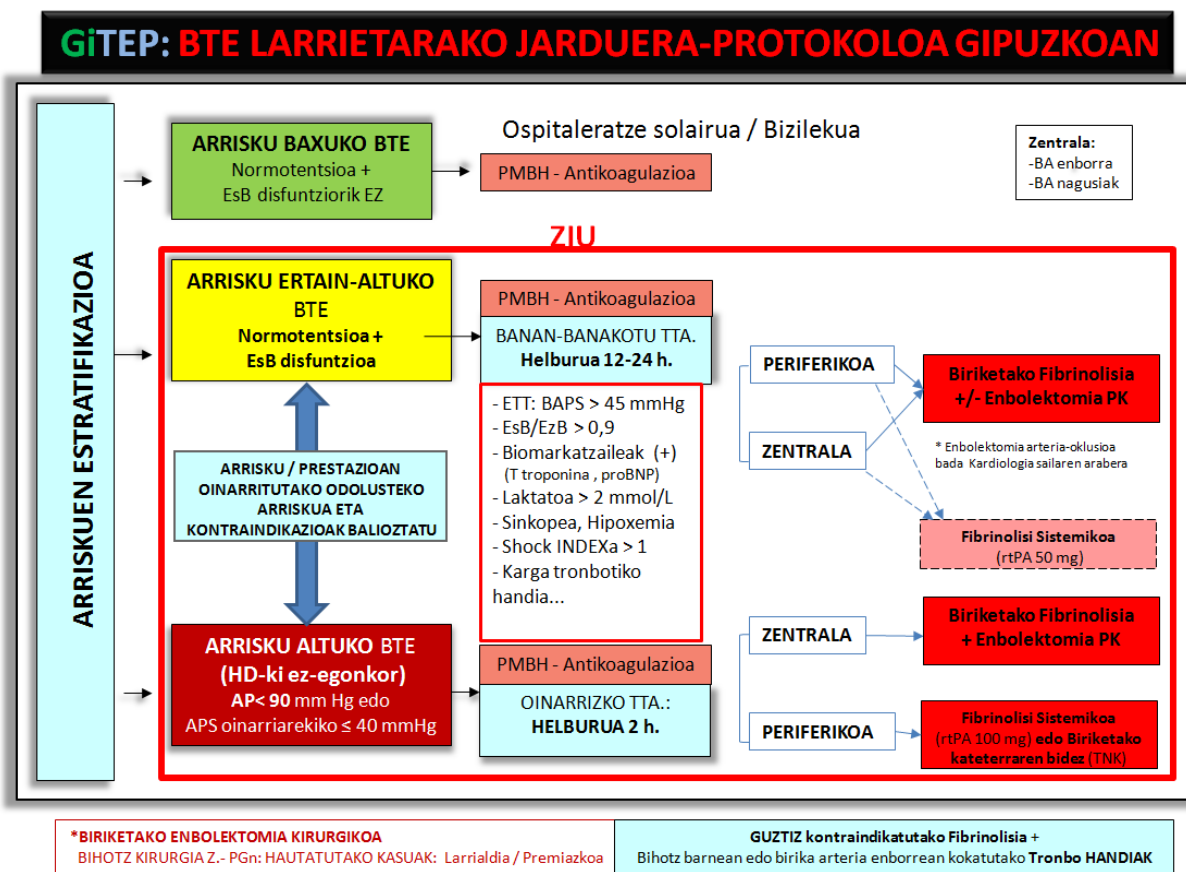 GiTEP: BTE LARRIETARAKO JARDUERA-PROTOKOLOA GIPUZKOAN
ARRISKUEN ESTRATIFIKAZIOA
ARRISKU BAXUKO BTE
Normotentsioa +
EsB disfuntziorik EZ
Ospitaleratze solairua / Bizilekua
PMBH - Antikoagulazioa
Zentrala:
-BA enborra
-BA nagusiak
ZIU
ARRISKU ERTAIN-ALTUKO
BTE
Normotentsioa +
EsB disfuntzioa
PMBH - Antikoagulazioa
BANAN-BANAKOTU TTA.
Helburua 12-24 h.
- ETT: BAPS > 45 mmHg
- EsB/EzB > 0,9
- Biomarkatzaileak (+)
(T troponina , proBNP)
- Laktatoa > 2 mmol/L
- Sinkopea, Hipoxemia
- Shock INDEXa > 1
- Karga tronbotiko
handia...
ARRISKU / PRESTAZIOAN
OINARRITUTAKO ODOLUSTEKO
ARRISKUA ETA
KONTRAINDIKAZIOAK BALIOZTATU
PERIFERIKOA
ZENTRALA
Biriketako Fibrinolisia
+/- Enbolektomia PK
* Enbolektomia arteria-oklusioa
bada Kardiologia sailaren arabera
Fibrinolisi Sistemikoa
(rtPA 50 mg)
ARRISKU ALTUKO BTE
(HD-ki ez-egonkor)
AP< 90 mm Hg edo
APS oinarriarekiko ≤ 40 mmHg
PMBH - Antikoagulazioa
OINARRIZKO TTA.:
HELBURUA 2 h.
ZENTRALA
Biriketako Fibrinolisia
+ Enbolektomia PK
PERIFERIKOA
Fibrinolisi Sistemikoa
(rtPA 100 mg) edo Biriketako
kateterraren bidez (TNK)
*BIRIKETAKO ENBOLEKTOMIA KIRURGIKOA
BIHOTZ KIRURGIA Z.- PGn: HAUTATUTAKO KASUAK: Larrialdia / Premiazkoa
GUZTIZ kontraindikatutako Fibrinolisia +
Bihotz barnean edo birika arteria enborrean kokatutako Tronbo HANDIAK